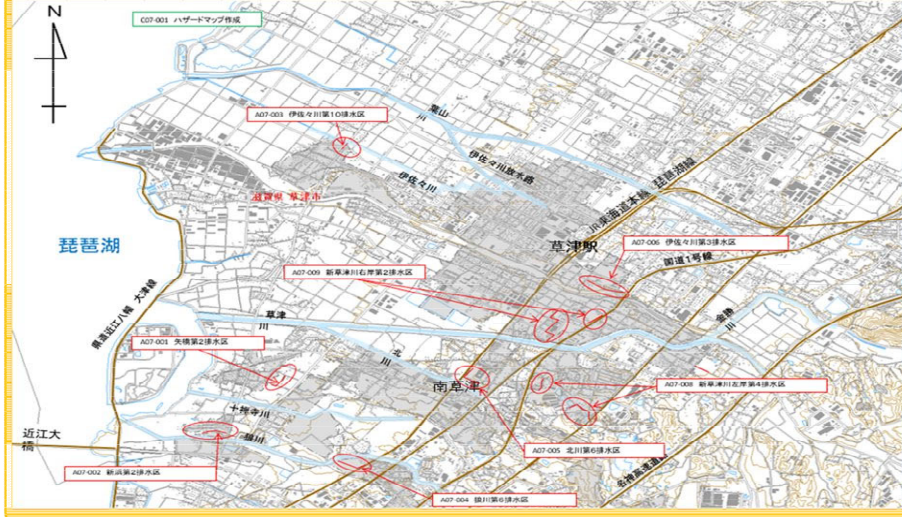 N
C07-001 ハザードマップ作成
葉山川
A07-003 伊佐々川第10排水区
伊佐々川放水路
伊佐々川
JR東海道本線 琵琶湖線
滋賀県 草津市
琵琶湖
草津駅
A07-006 伊佐々川第3排水区
国道1号線
A07-009 新草津川右岸第2排水区
県道近江八幡 大津線
草津川
金勝川
A07-001 矢橋第2排水区
北川
南草津
A07-008 新草津川左岸第4排水区
十禅寺川
狼川
近江大橋
A07-005 北川第6排水区
A07-002 新浜第2排水区
A07-004 狼川第6排水区
名神高速道